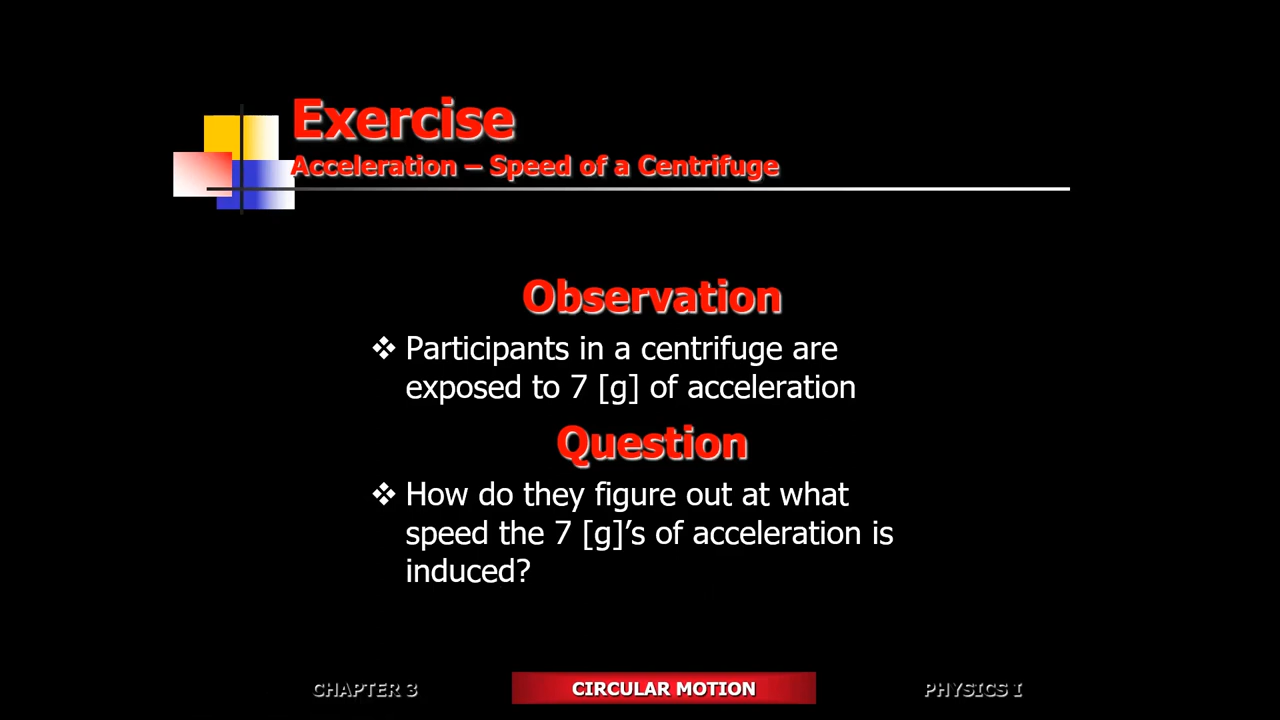 Exercise
Acceleration – Speed of a Centrifuge
Observation
❖ Participants in a centrifuge are
exposed to 7 [g] of acceleration
Question
❖ How do they figure out at what
speed the 7 [g]’s of acceleration is
induced?
CHAPTER 3
CIRCULAR MOTION
PHYSICS I